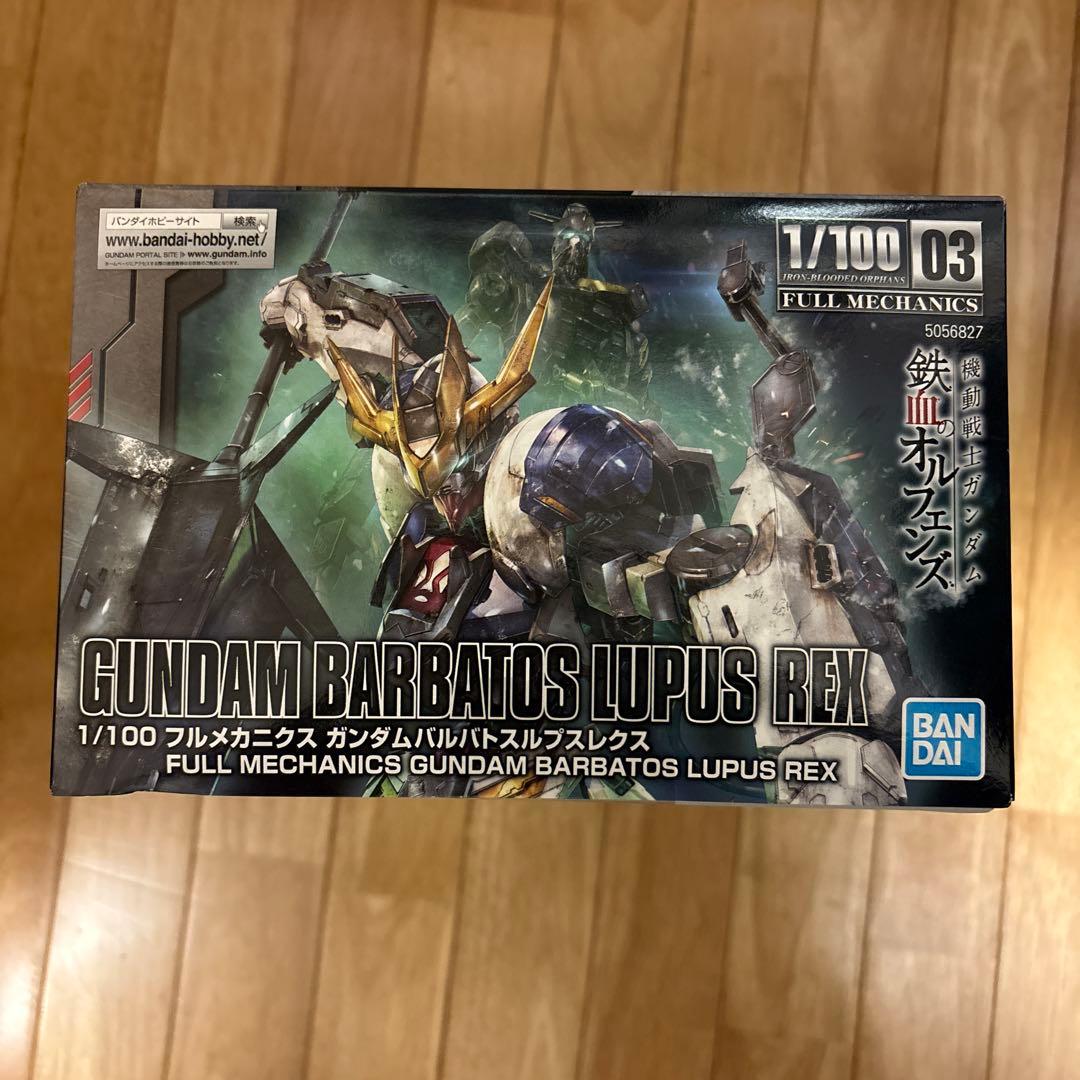 バンダイホビーサイト 検索
www.bandai-hobby.net/
GUNDAM PORTAL SITE www.gundam.info
1/100 03
IRON-BLOODED ORPHANS
FULL MECHANICS
5056827
機動戦士ガンダム
鉄血のオルフェンズ
GUNDAM BARBATOS LUPUS REX
1/100 フルメカニクス ガンダムバルバトスルプスレクス
FULL MECHANICS GUNDAM BARBATOS LUPUS REX
BAN
DAI